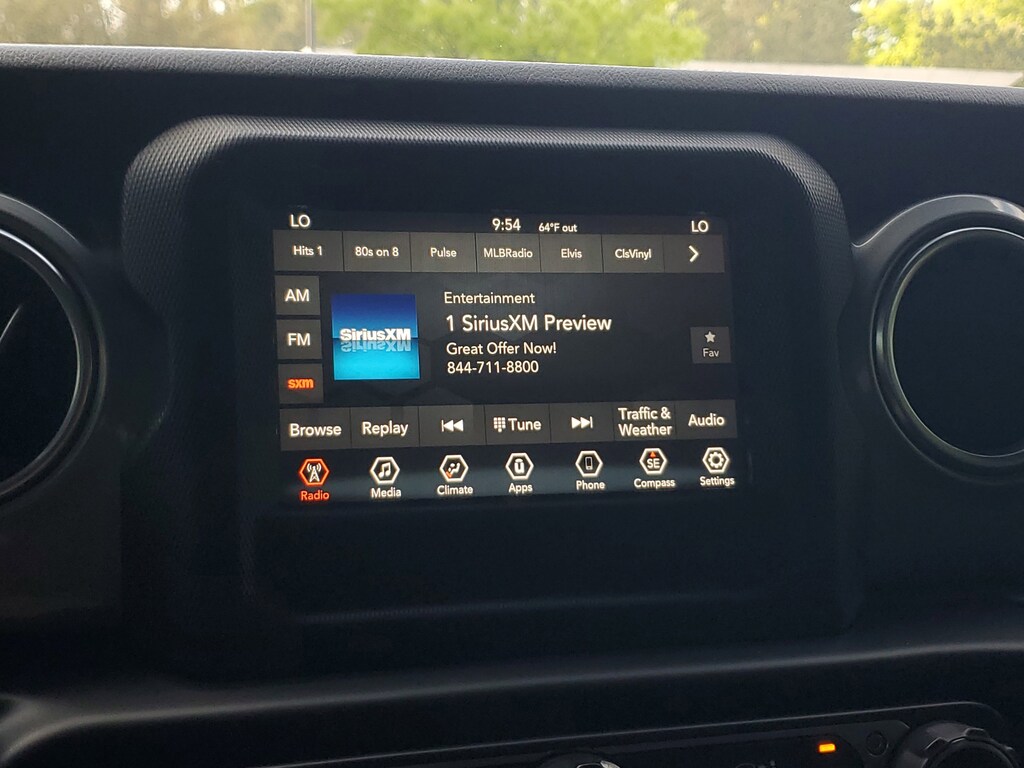 LO 9:54 64°F out LO
Hits 1 80s on 8 Pulse MLBRadio Elvis ClsVinyl
AM
FM
sxm
SiriusXM
Entertainment
1 SiriusXM Preview
Great Offer Now!
844-711-8800
Fav
Browse Replay Tune Traffic & Weather Audio
Radio Media Climate Apps Phone SE Compass Settings